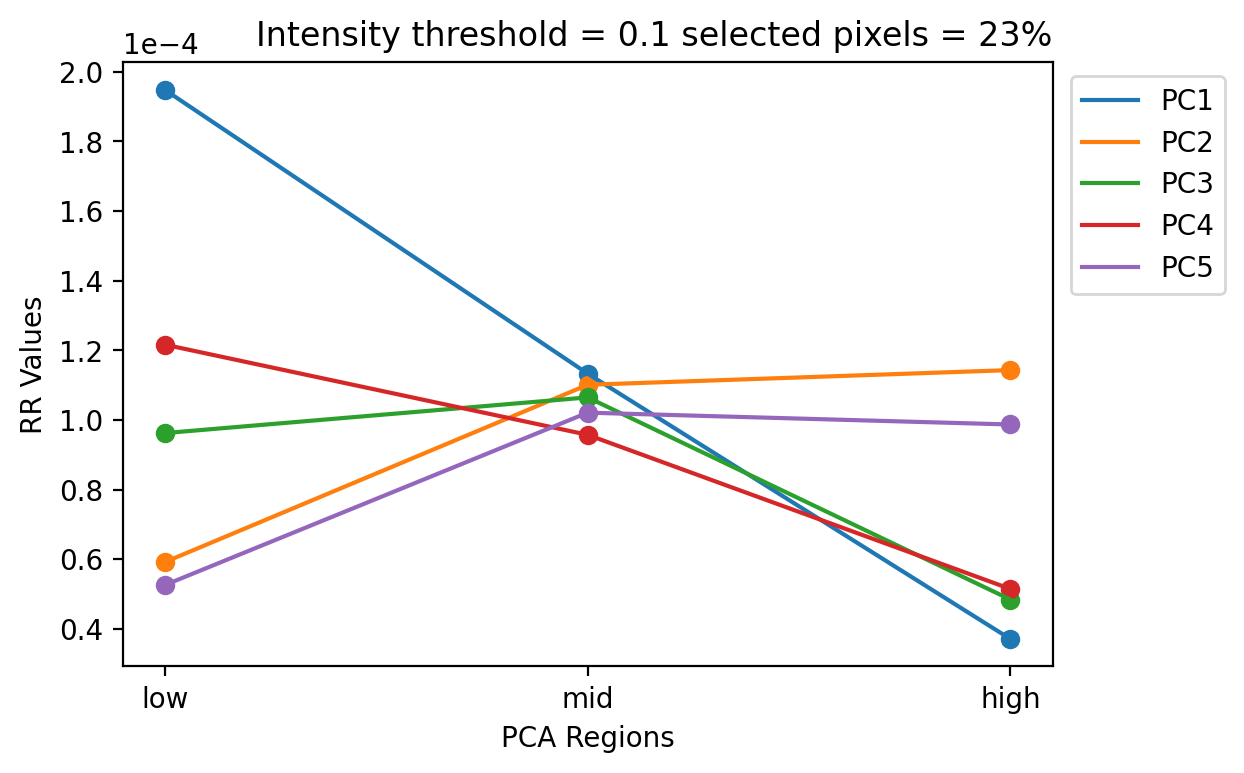 Intensity threshold = 0.1 selected pixels = 23%
1e−4
2.0
1.8
1.6
1.4
1.2
1.0
0.8
0.6
0.4
RR Values
low
mid
high
PCA Regions
PC1
PC2
PC3
PC4
PC5